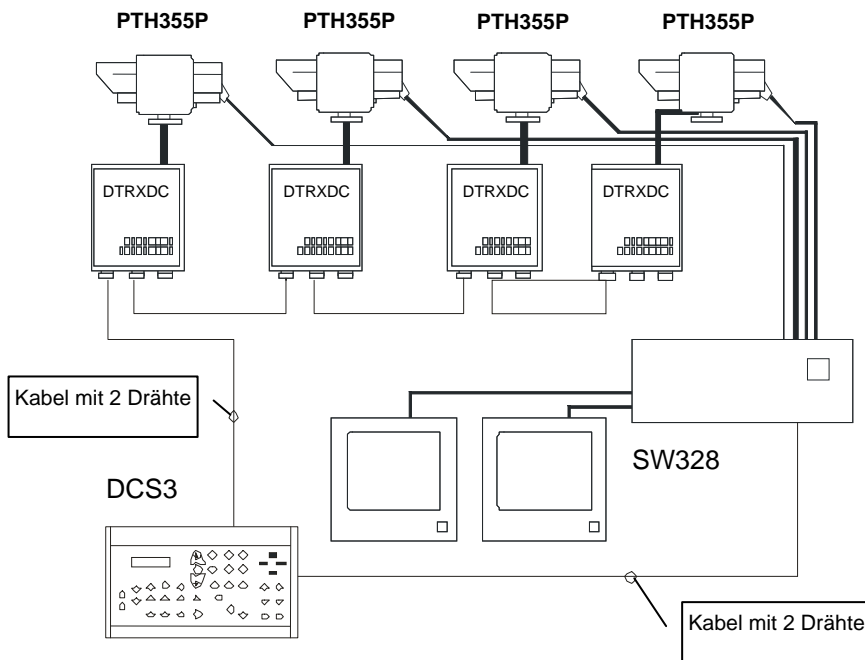 PTH355P PTH355P PTH355P PTH355P
DTRXDC DTRXDC DTRXDC DTRXDC
Kabel mit 2 Drähte
SW328
DCS3
Kabel mit 2 Drähte